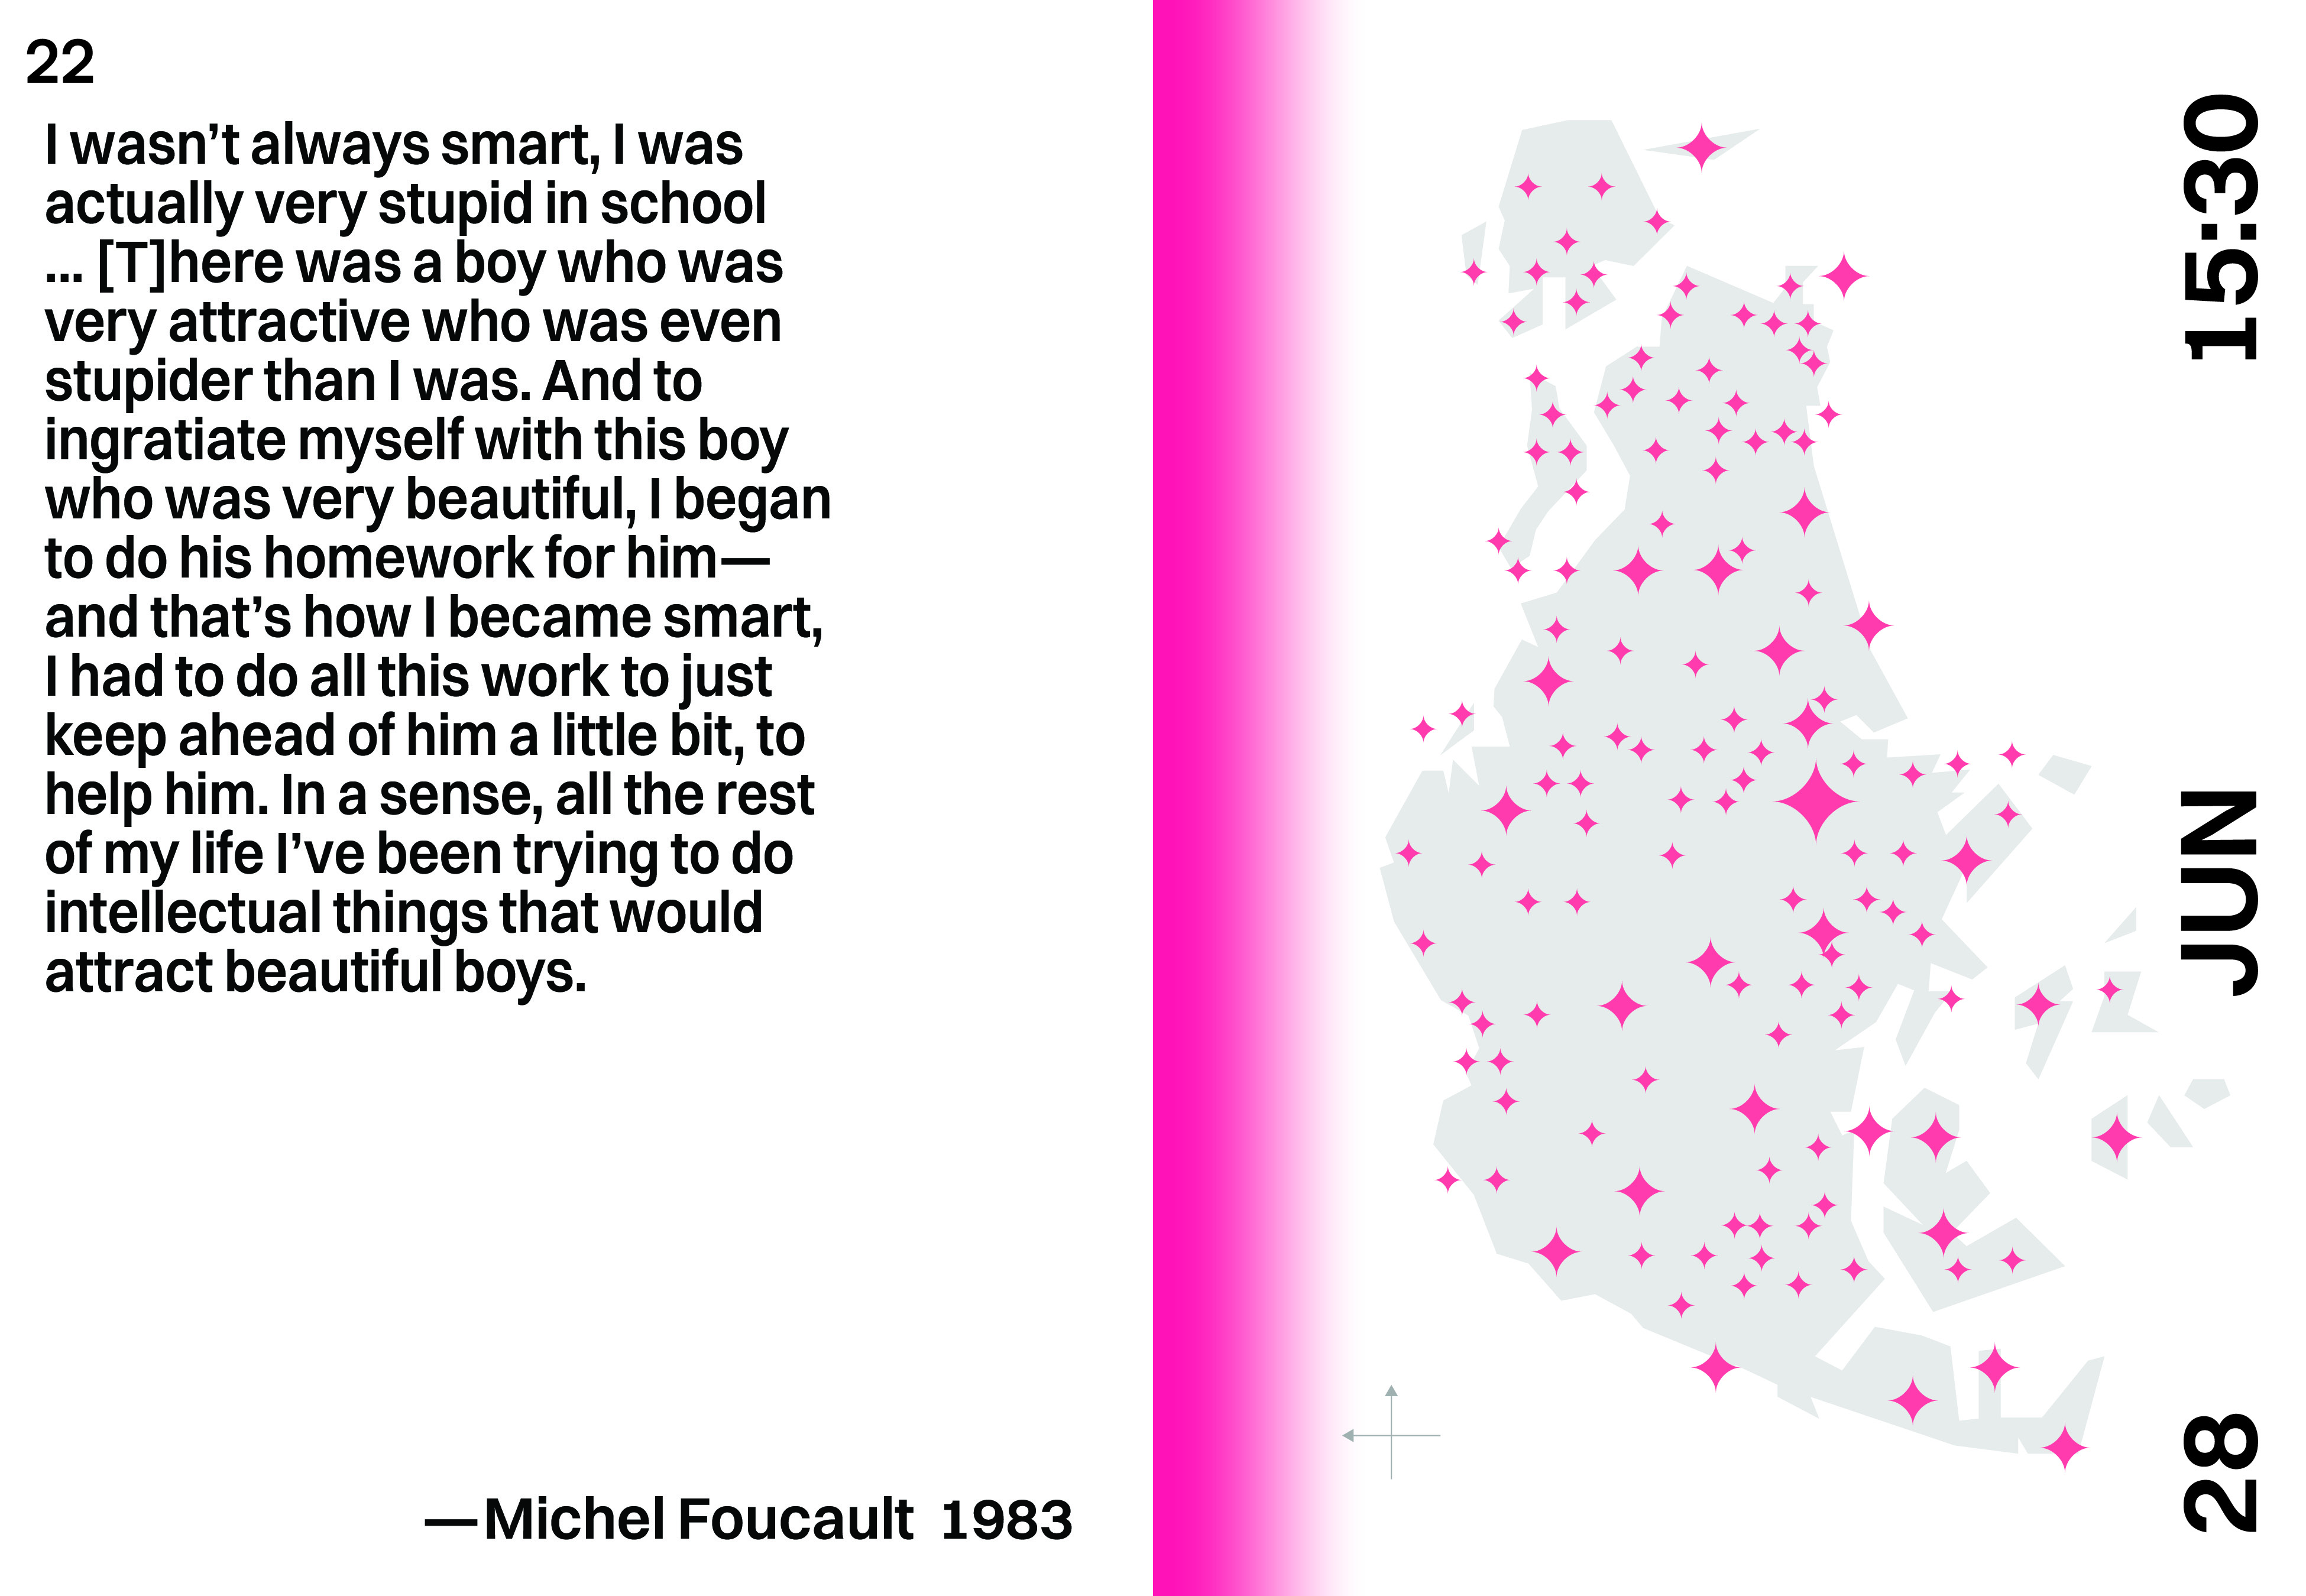 22
I wasn’t always smart, I was
actually very stupid in school
... [T]here was a boy who was
very attractive who was even
stupider than I was. And to
ingratiate myself with this boy
who was very beautiful, I began
to do his homework for him—
and that’s how I became smart,
I had to do all this work to just
keep ahead of him a little bit, to
help him. In a sense, all the rest
of my life I’ve been trying to do
intellectual things that would
attract beautiful boys.
—Michel Foucault 1983
28 JUN 15:30